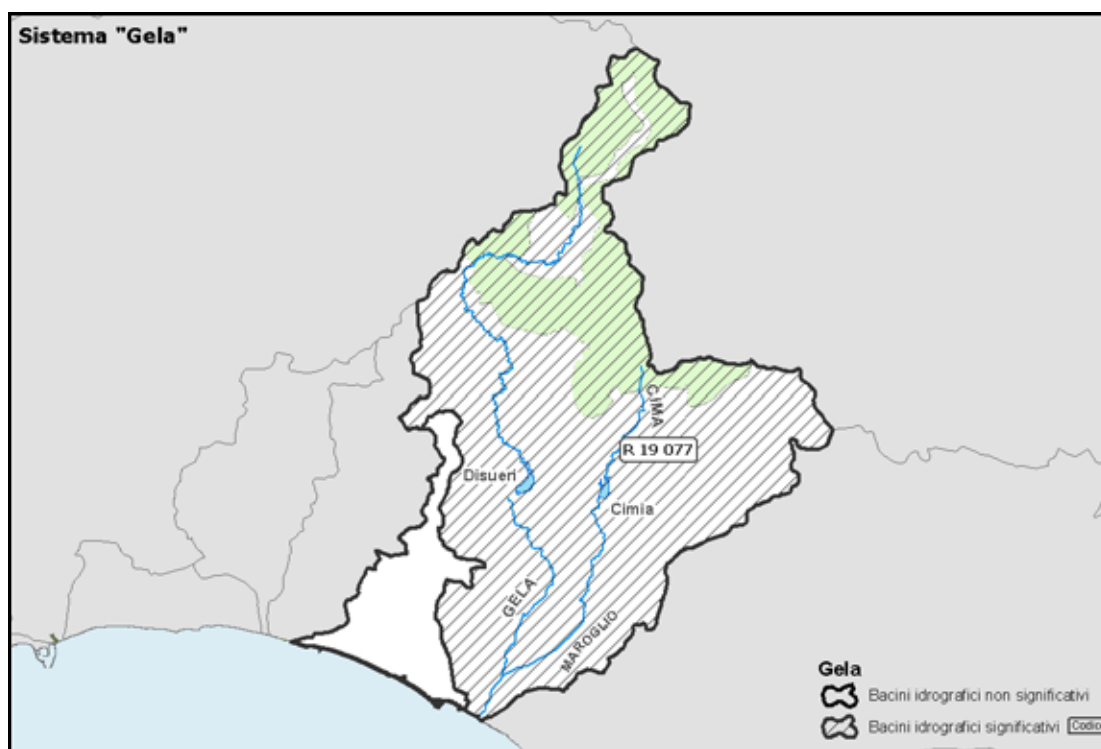 Sistema "Gela"
CIMA
R 19 077
Disueri
Cimia
GELA
MAROGLIO
Gela
Bacini idrografici non significativi
Bacini idrografici significativi